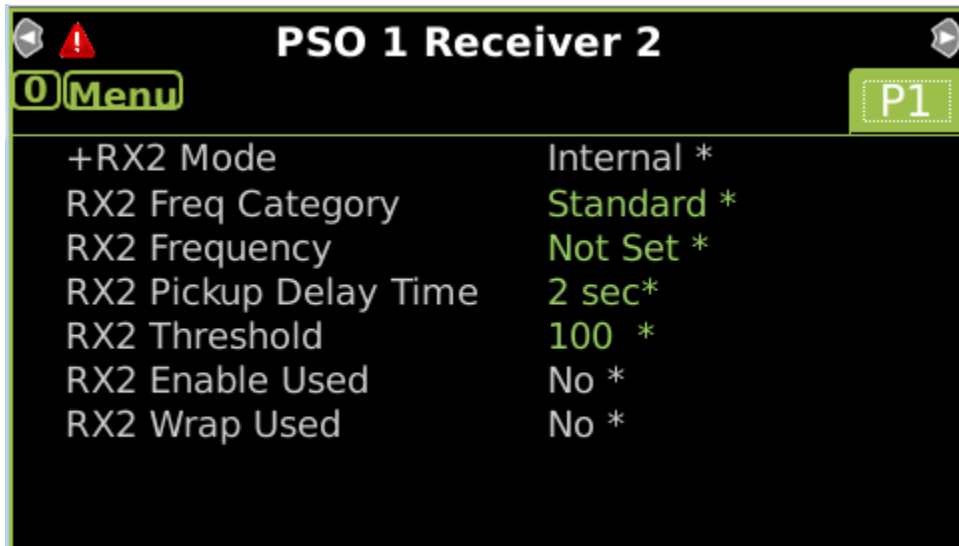 PSO 1 Receiver 2
0 Menu P1
+RX2 Mode Internal *
RX2 Freq Category Standard *
RX2 Frequency Not Set *
RX2 Pickup Delay Time 2 sec*
RX2 Threshold 100 *
RX2 Enable Used No *
RX2 Wrap Used No *